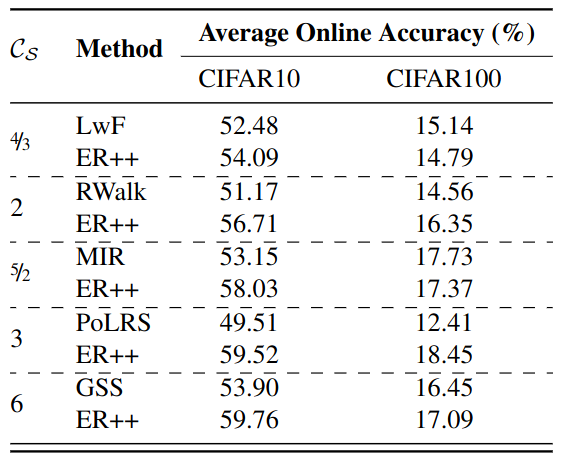 𝒞𝒮 Method Average Online Accuracy (%)
CIFAR10 CIFAR100
4/3 LwF 52.48 15.14
ER++ 54.09 14.79
2 RWalk 51.17 14.56
ER++ 56.71 16.35
5/2 MIR 53.15 17.73
ER++ 58.03 17.37
3 PoLRS 49.51 12.41
ER++ 59.52 18.45
6 GSS 53.90 16.45
ER++ 59.76 17.09